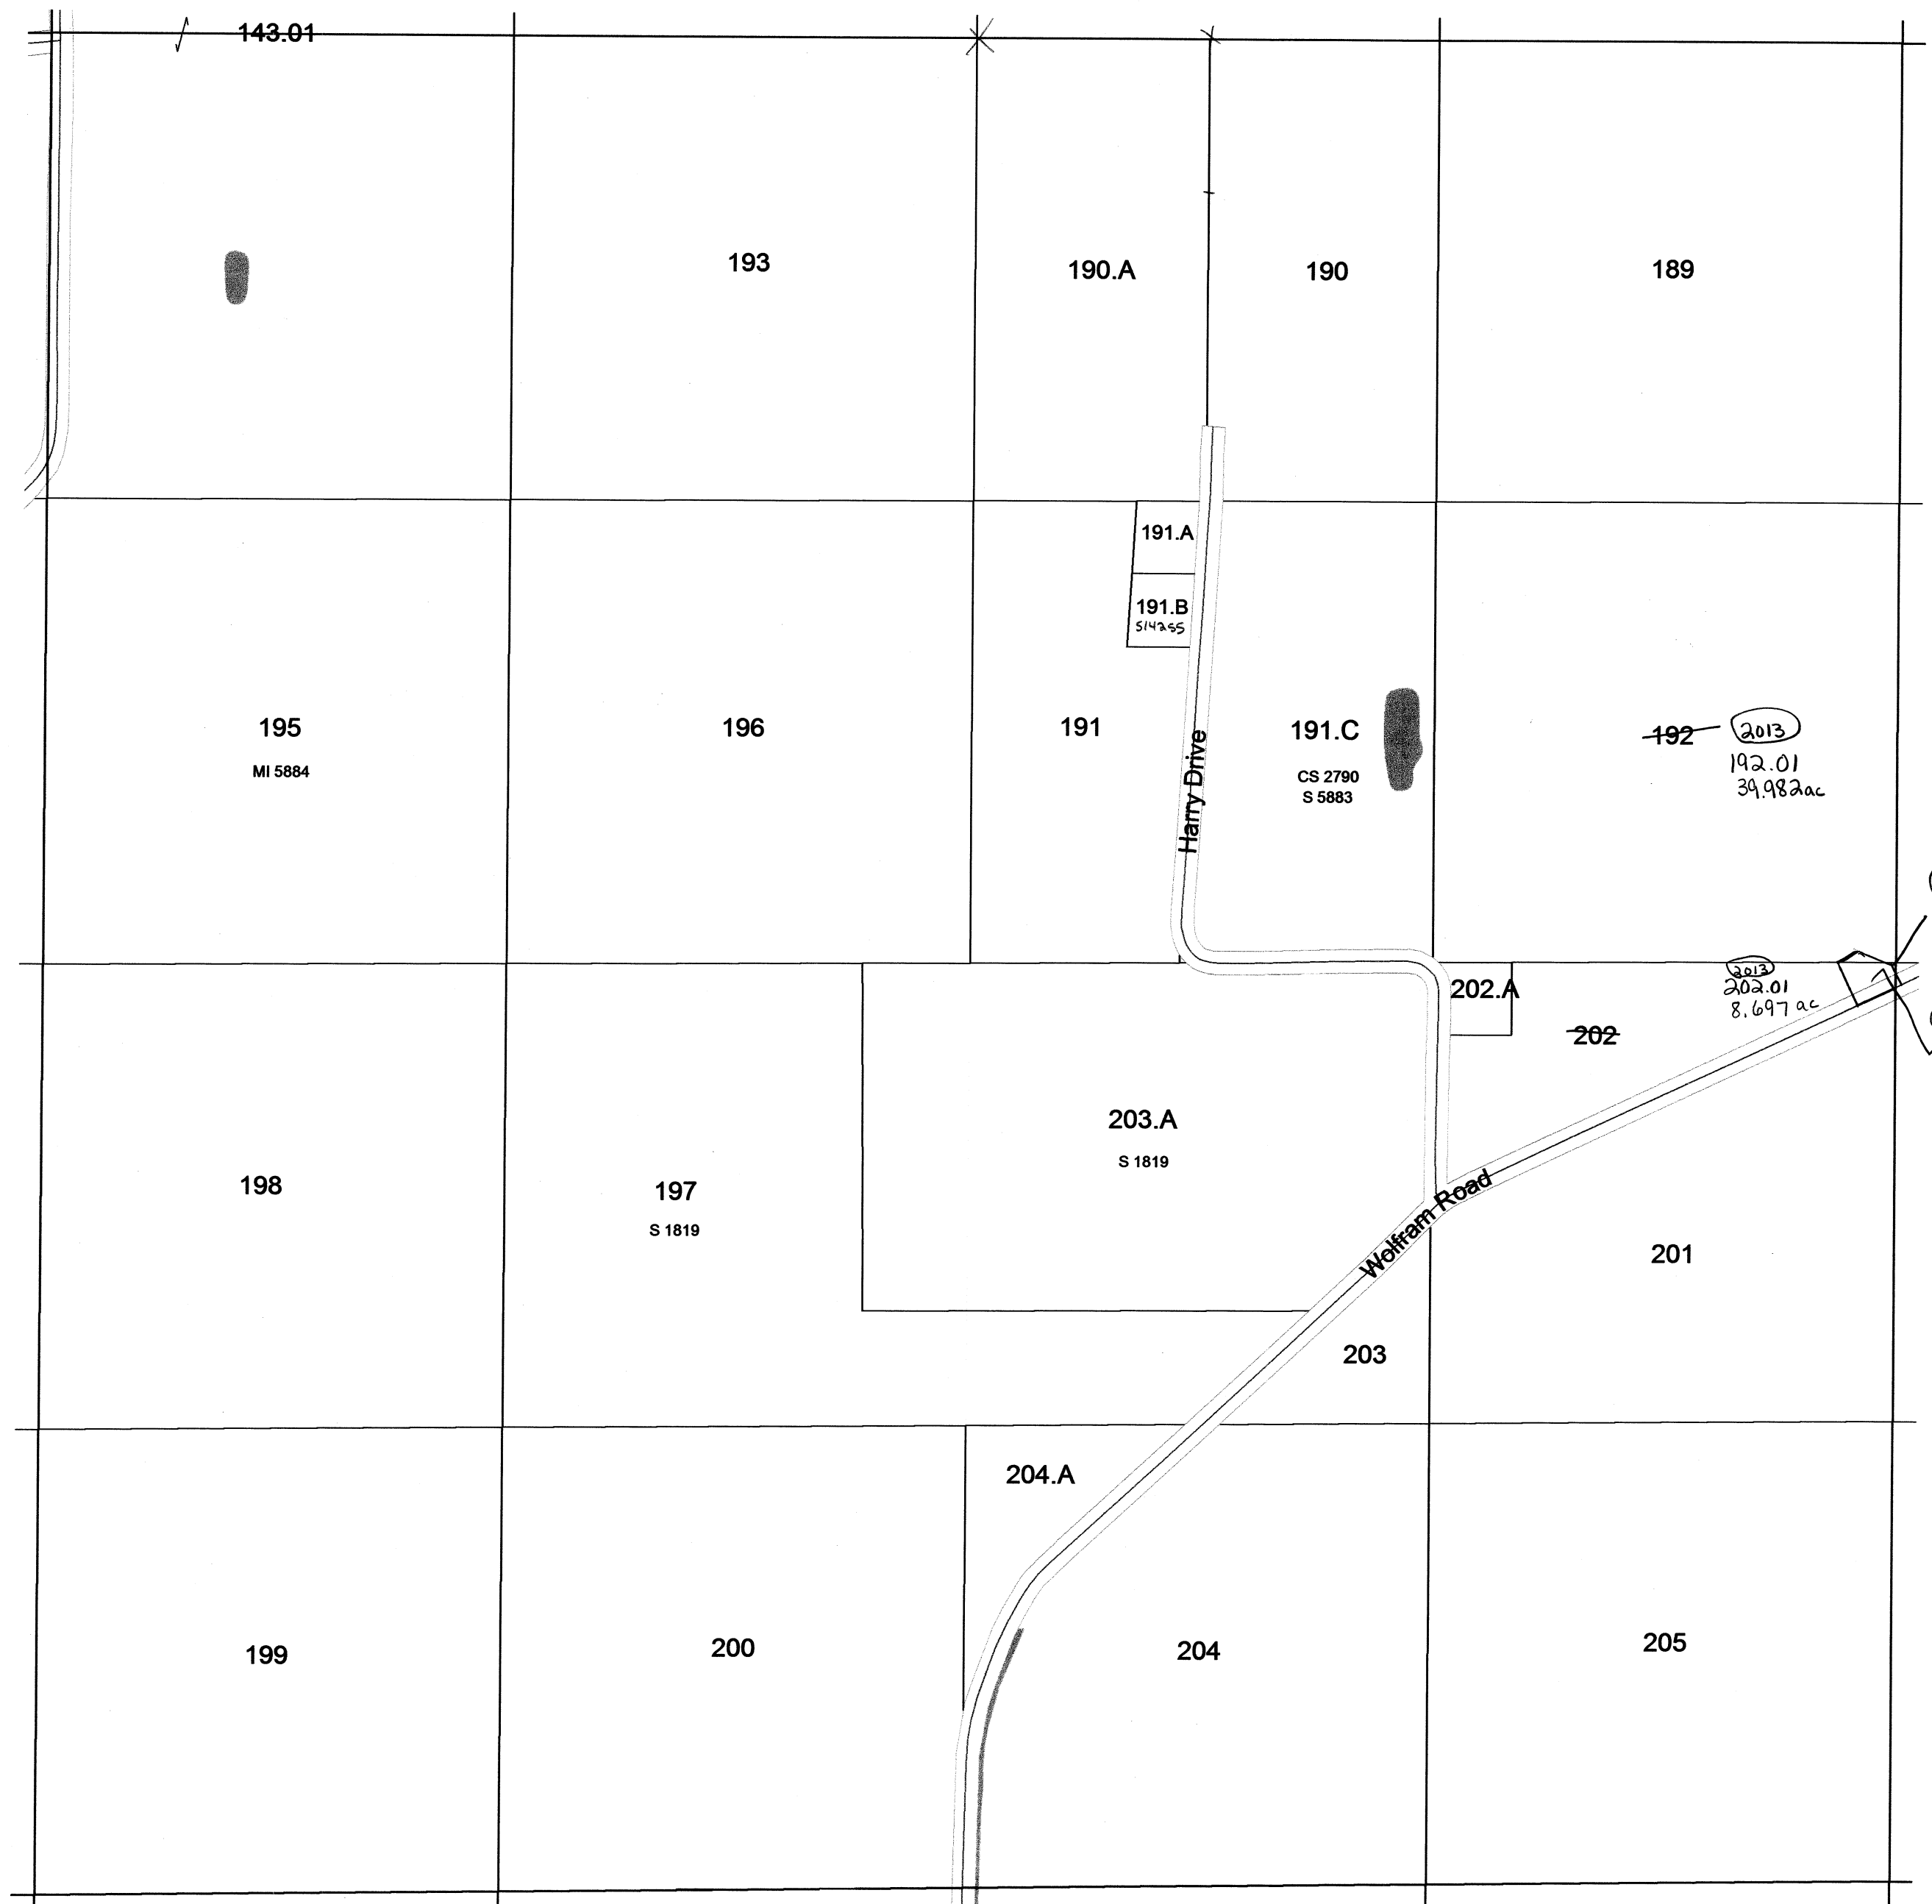 143.01
193
190.A
190
189
191.A
191.B
S14255
195
MI 5884
196
191
Harry Drive
191.C
CS 2790
S 5883
192
2013
192.01
39.982ac
202.A
2013
202.01
8.697 ac
202
203.A
S 1819
198
197
S 1819
Wolfram Road
201
203
204.A
199
200
204
205